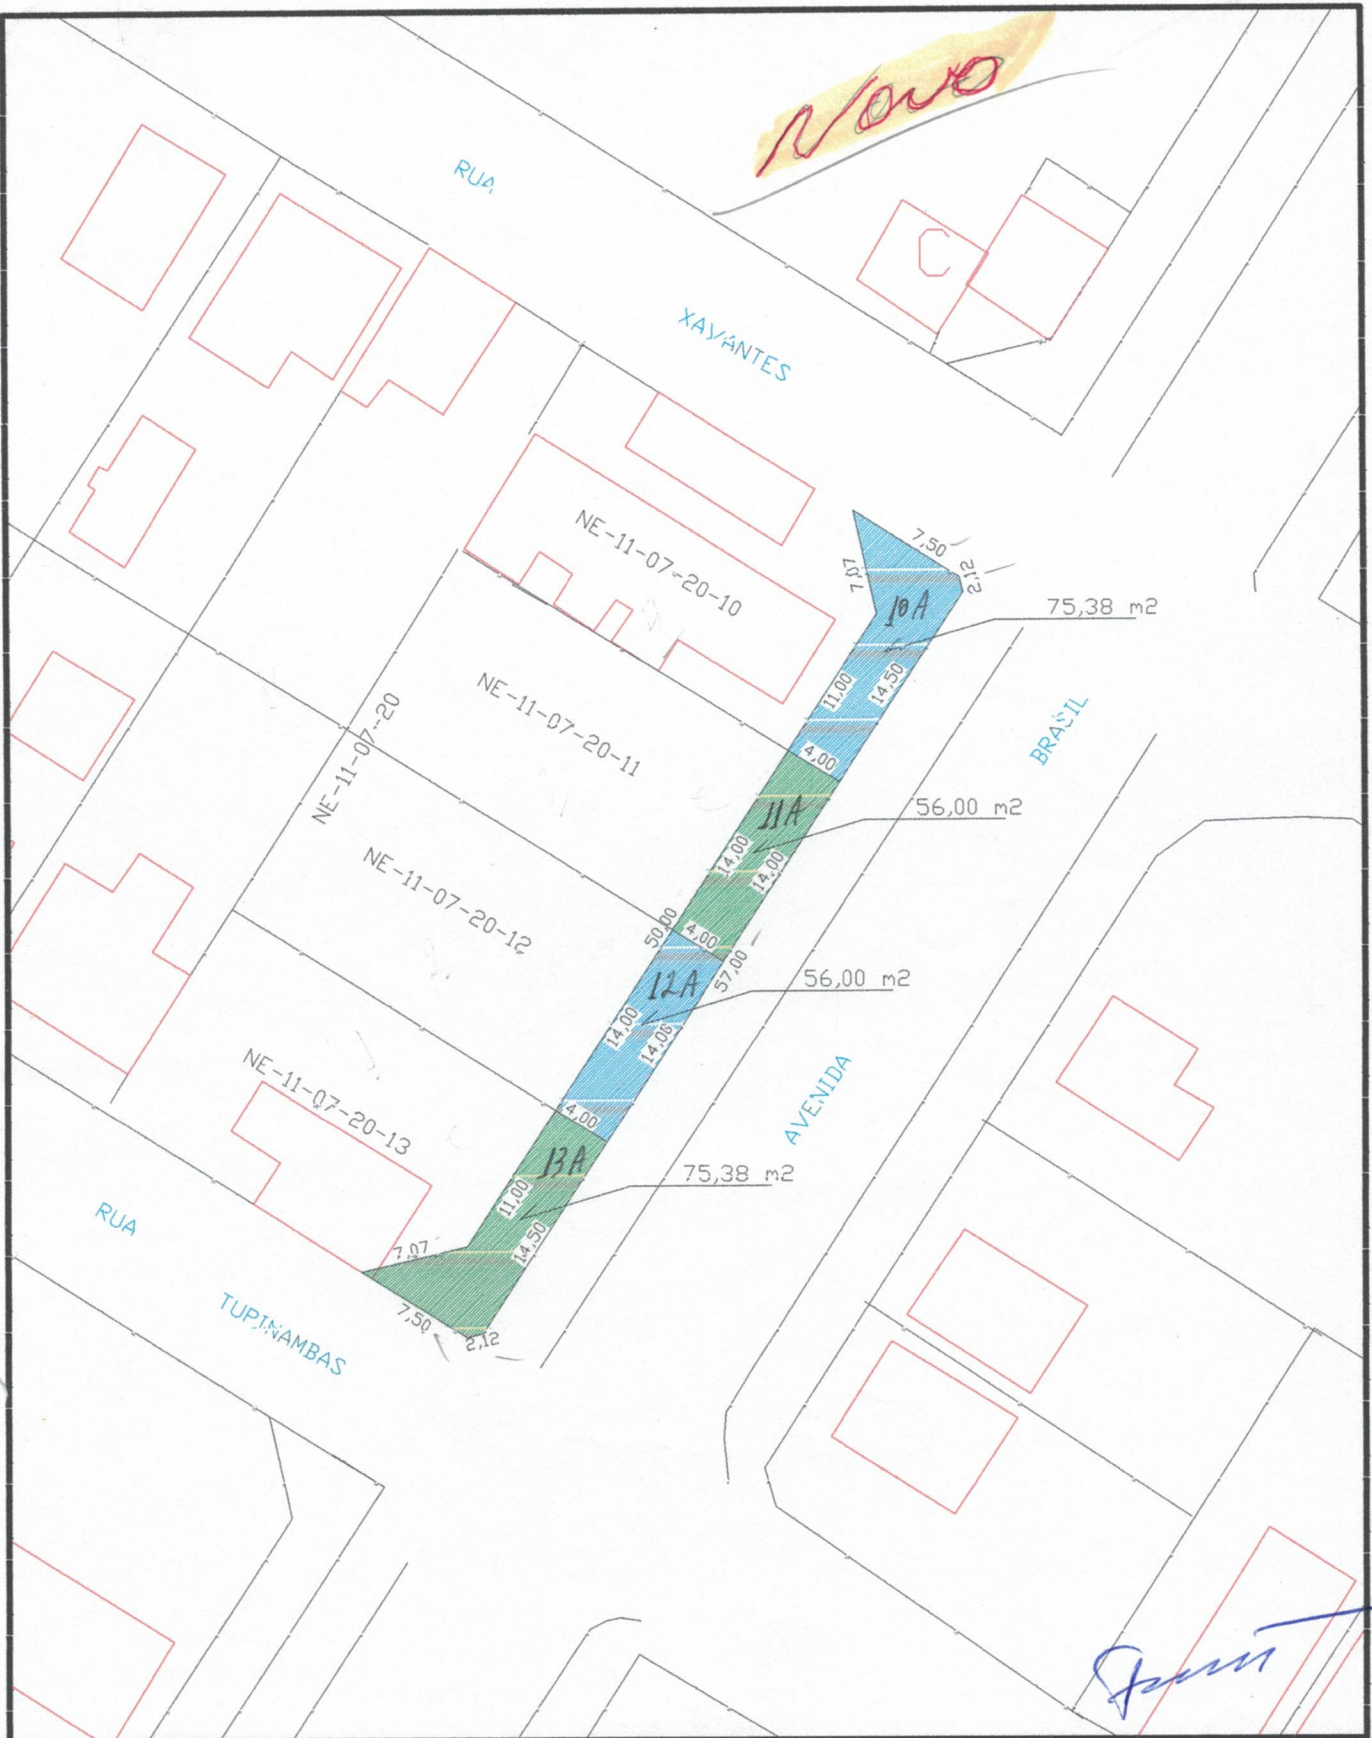 Novo
RUA
XAVANTES
C
NE-11-07-20-10
7,50
2,12
7,07
10A
75,38 m2
11,00
14,50
4,00
NE-11-07-20-11
NE-11-07-20
BRASIL
11A
56,00 m2
14,00
14,00
50,00
4,00
57,00
NE-11-07-20-12
12A
56,00 m2
14,00
14,00
4,00
AVENIDA
NE-11-07-20-13
13A
75,38 m2
11,00
14,50
7,07
7,50
2,12
RUA
TUPINAMBAS